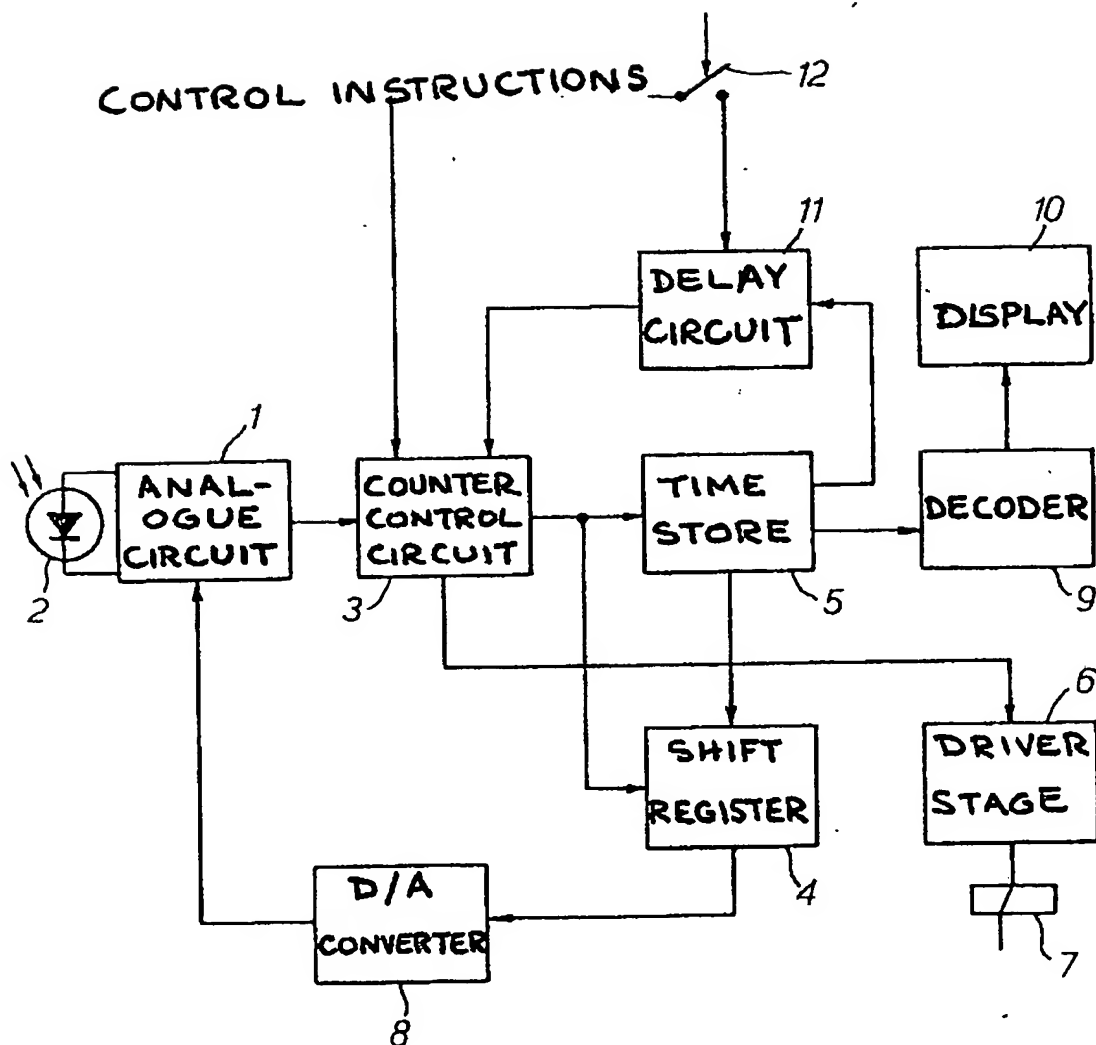 CONTROL INSTRUCTIONS
12
11
DELAY
CIRCUIT
10
DISPLAY
1
ANAL-
OGUE
CIRCUIT
2
COUNTER
CONTROL
CIRCUIT
3
TIME
STORE
5
DECODER
9
SHIFT
REGISTER
4
6
DRIVER
STAGE
7
D/A
CONVERTER
8